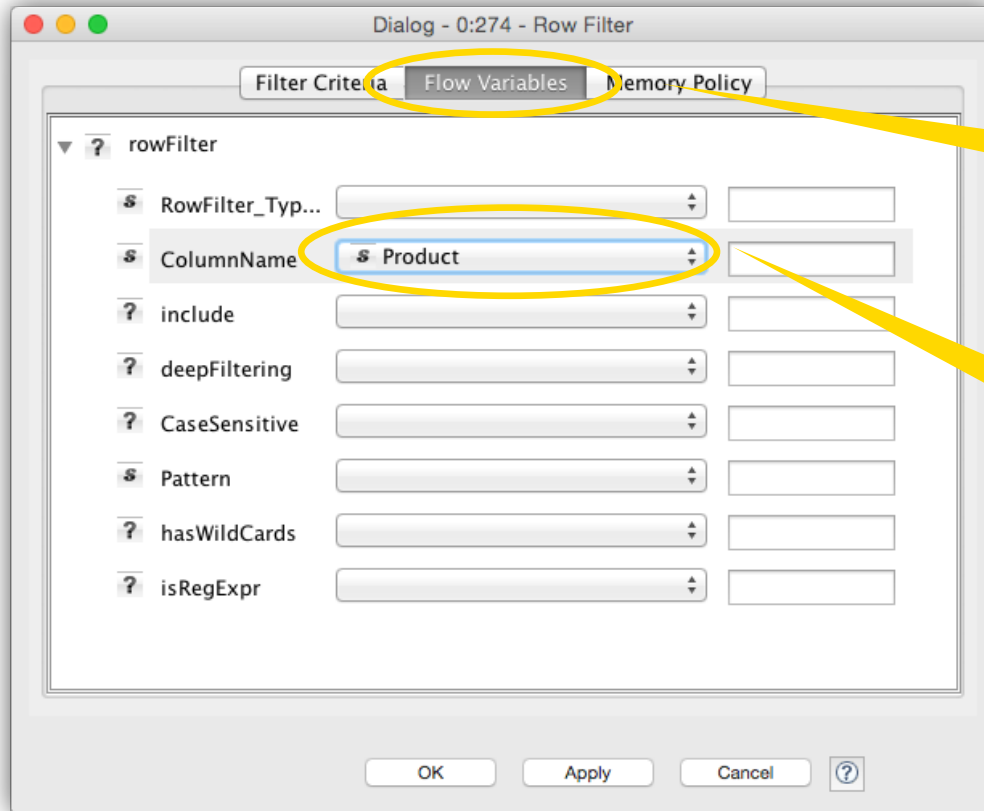 Dialog - 0:274 - Row Filter
Filter Criteria Flow Variables Memory Policy
? rowFilter
s RowFilter_Typ...
s ColumnName s Product
? include
? deepFiltering
? CaseSensitive
s Pattern
? hasWildCards
? isRegExpr
OK Apply Cancel ?